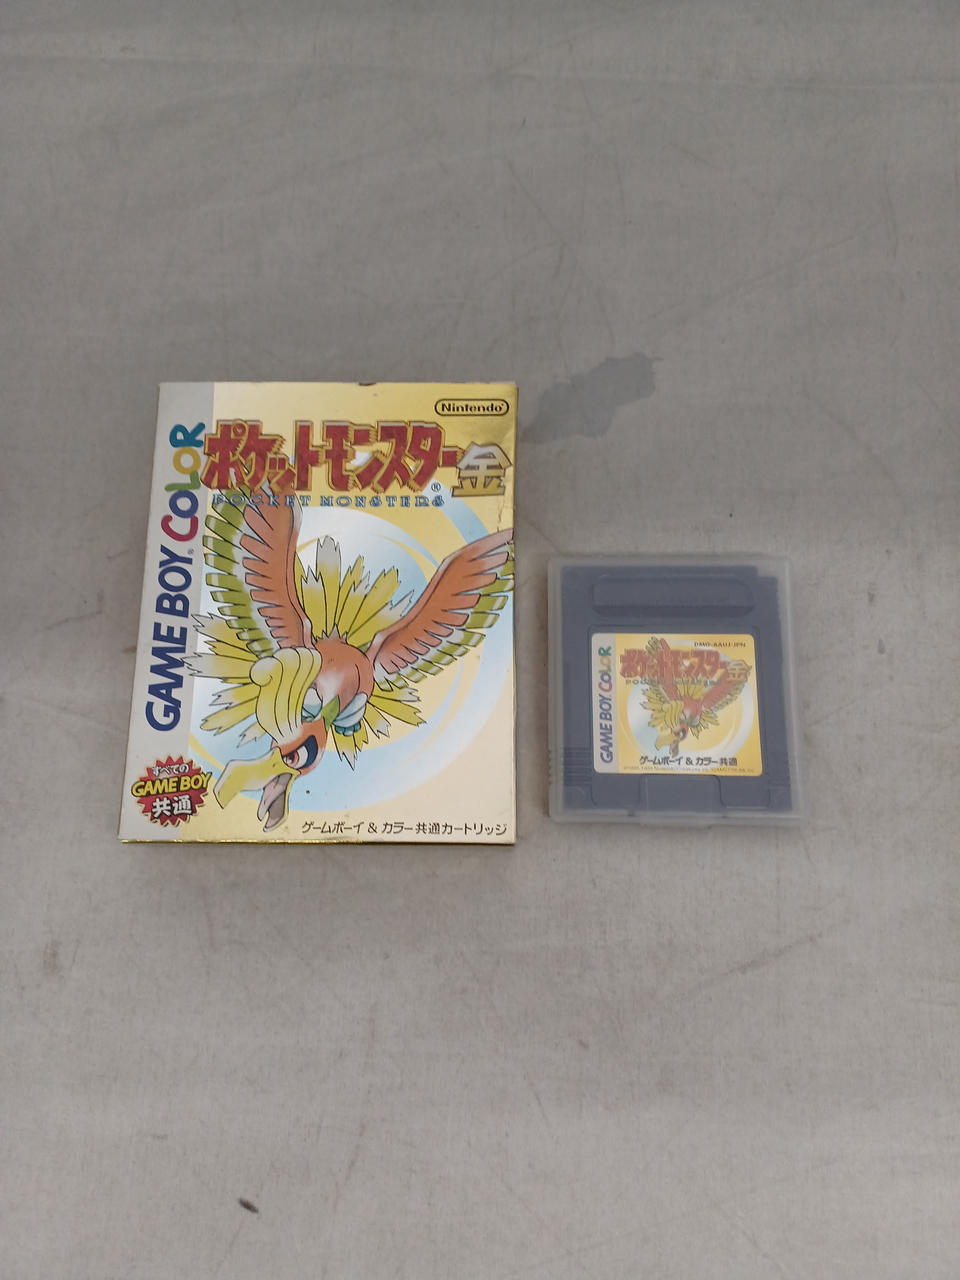 Nintendo
ポケットモンスター金
POCKET MONSTERS
GAME BOY COLOR
すべての
GAME BOY
共通
ゲームボーイ & カラー共通カートリッジ
DMG-AAUJ-JPN
ポケットモンスター金
GAME BOY COLOR
ゲームボーイ & カラー共通